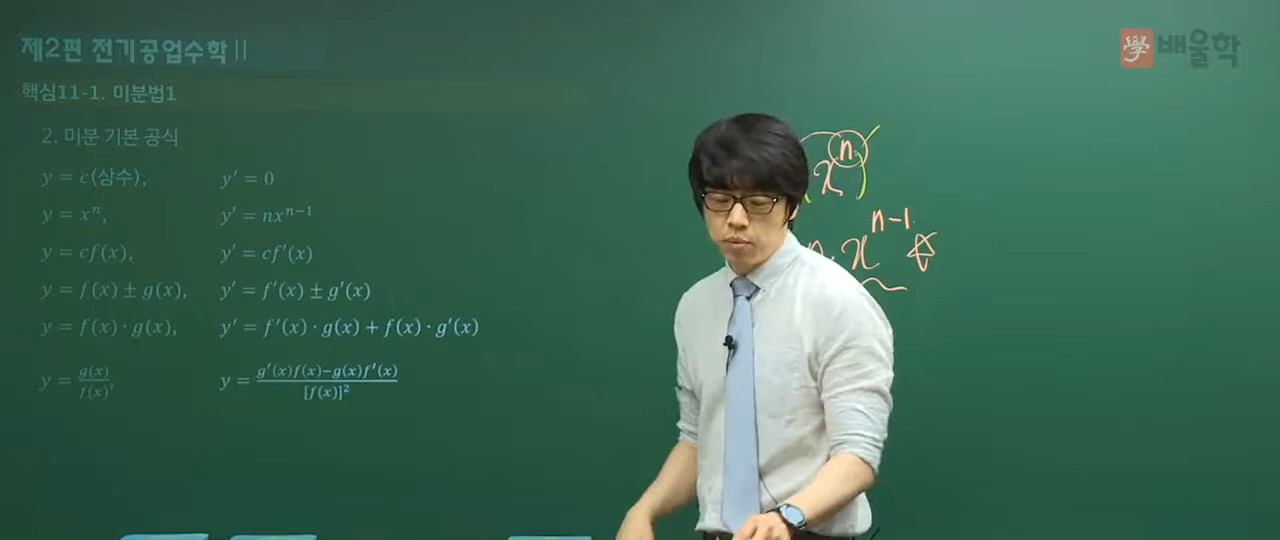 제2편 전기공업수학 II
學 배울학
핵심11-1. 미분법1
2. 미분 기본 공식
y = c(상수), y′ = 0
y = xⁿ, y′ = nxⁿ⁻¹
y = cf(x), y′ = cf′(x)
y = f(x) ± g(x), y′ = f′(x) ± g′(x)
y = f(x) · g(x), y′ = f′(x) · g(x) + f(x) · g′(x)
y = g(x)/f(x), y = g′(x)f(x)−g(x)f′(x)/[f(x)]²
(xⁿ)
n · xⁿ⁻¹ ☆